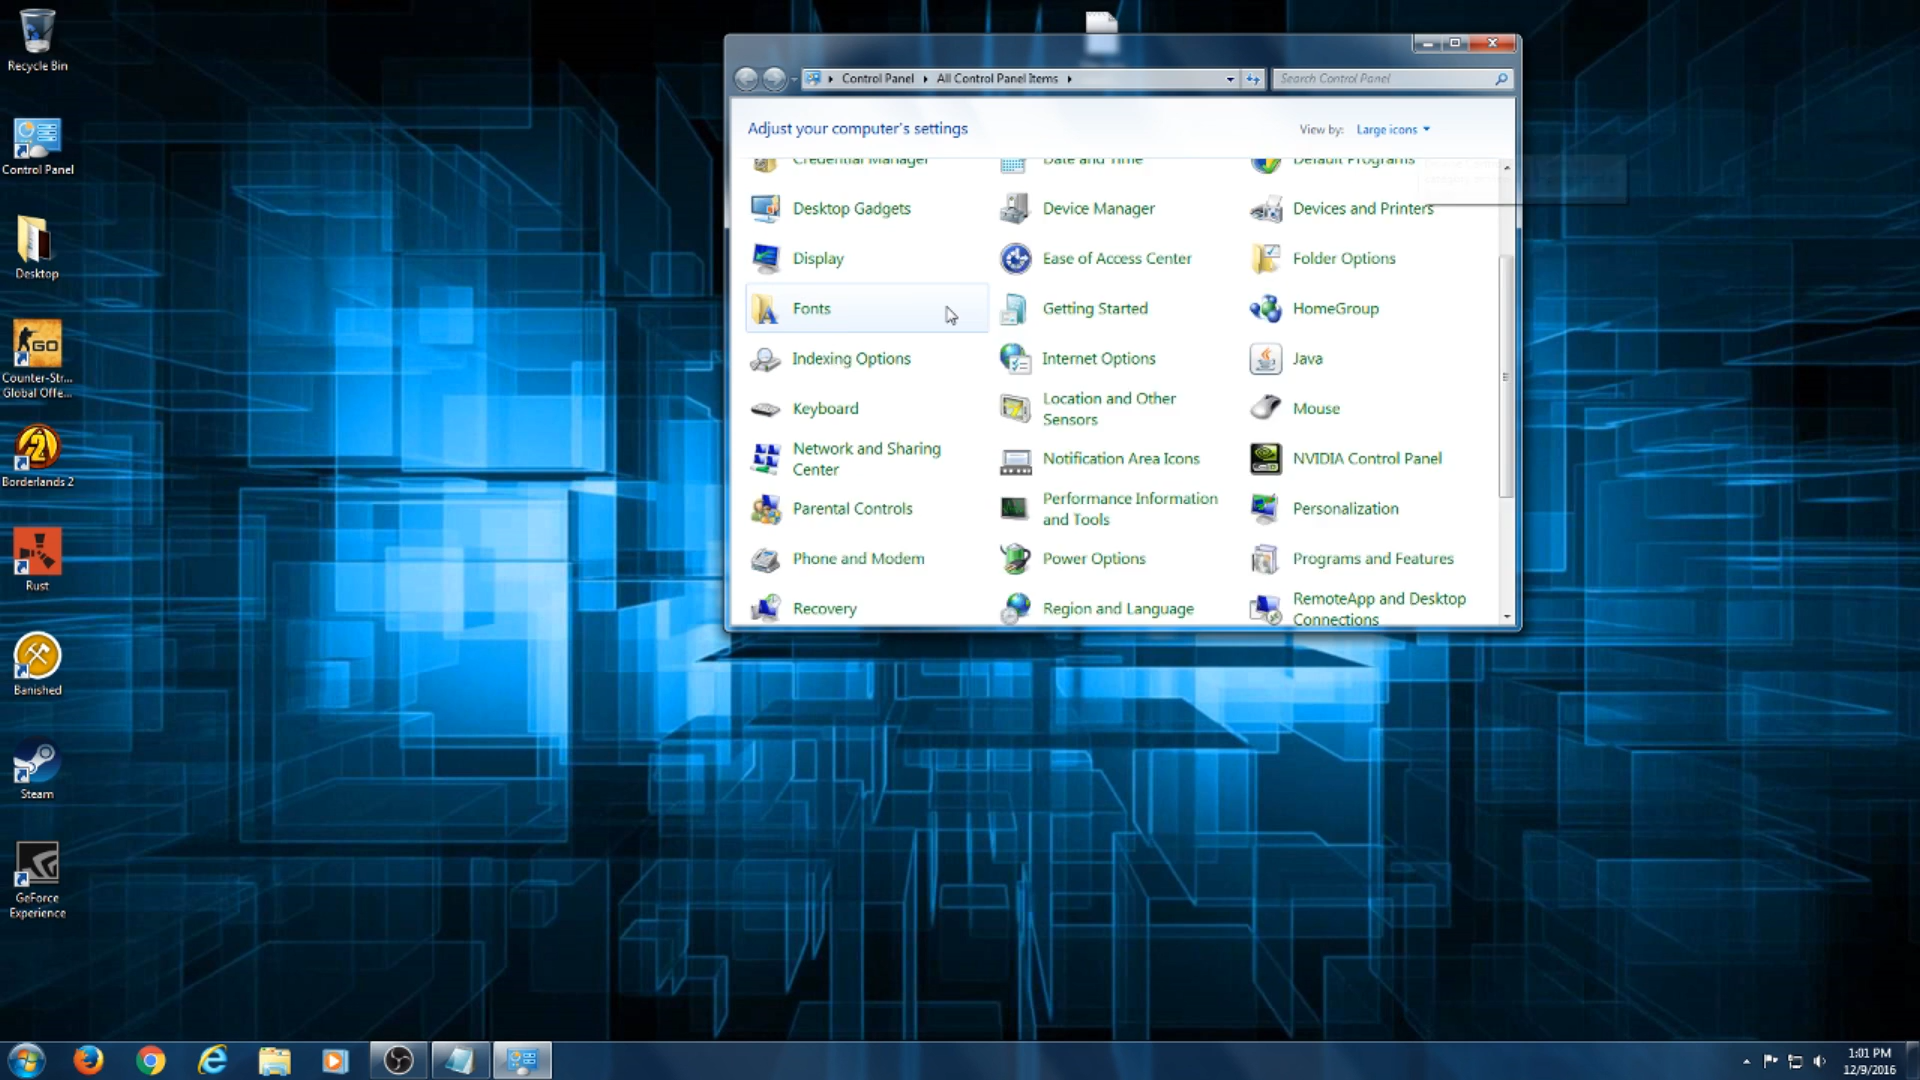 Recycle Bin
Control Panel
Desktop
Counter-Str...
Global Offe...
Borderlands 2
Rust
Banished
Steam
GeForce
Experience
Control Panel
All Control Panel Items
Search Control Panel
Adjust your computer's settings
View by:
Large icons
Credential Manager
Date and Time
Default Programs
Desktop Gadgets
Device Manager
Devices and Printers
Display
Ease of Access Center
Folder Options
Fonts
Getting Started
HomeGroup
Indexing Options
Internet Options
Java
Keyboard
Location and Other
Sensors
Mouse
Network and Sharing
Center
Notification Area Icons
NVIDIA Control Panel
Parental Controls
Performance Information
and Tools
Personalization
Phone and Modem
Power Options
Programs and Features
Recovery
Region and Language
RemoteApp and Desktop
Connections
1:01 PM
12/9/2016